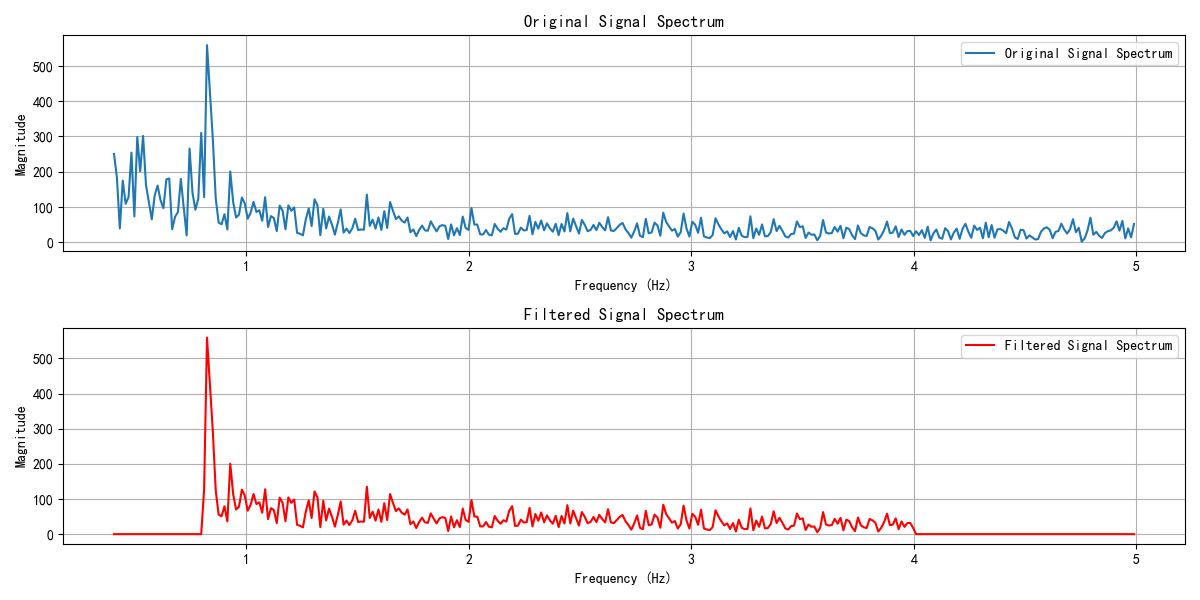 Original Signal Spectrum
Original Signal Spectrum
Magnitude
500
400
300
200
100
0
1
2
3
4
5
Frequency (Hz)
Filtered Signal Spectrum
Filtered Signal Spectrum
Magnitude
500
400
300
200
100
0
1
2
3
4
5
Frequency (Hz)